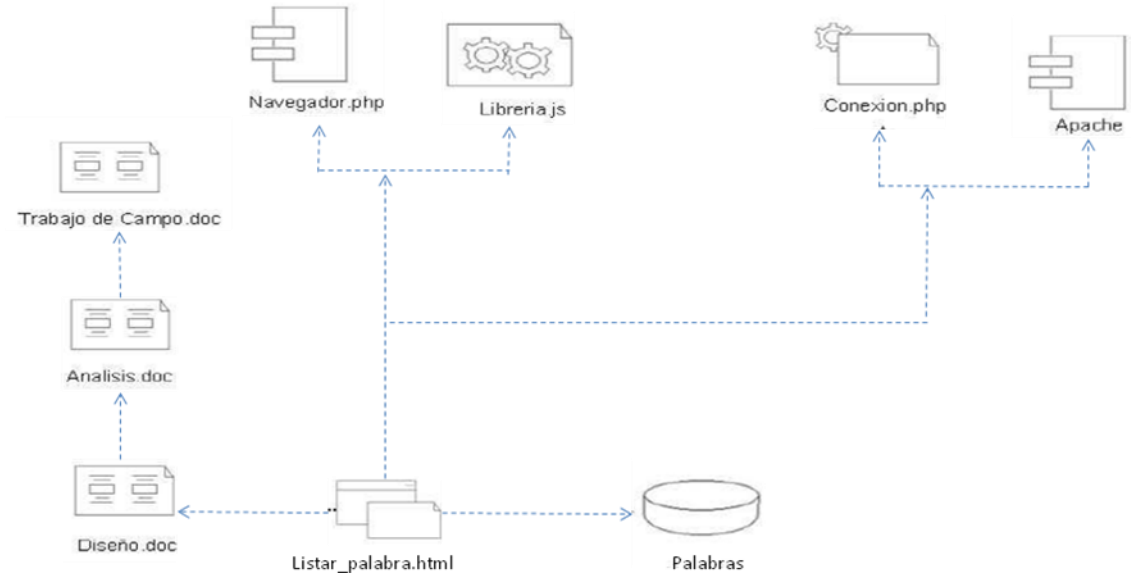 Navegador.php
Libreria.js
Conexion.php
Apache
Trabajo de Campo.doc
Analisis.doc
Diseño.doc
Listar_palabra.html
Palabras